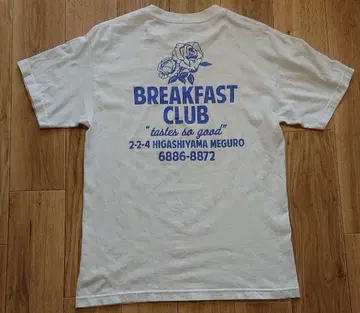 BREAKFAST
CLUB
"tastes so good"
2-2-4 HIGASHIYAMA MEGURO
6886-8872